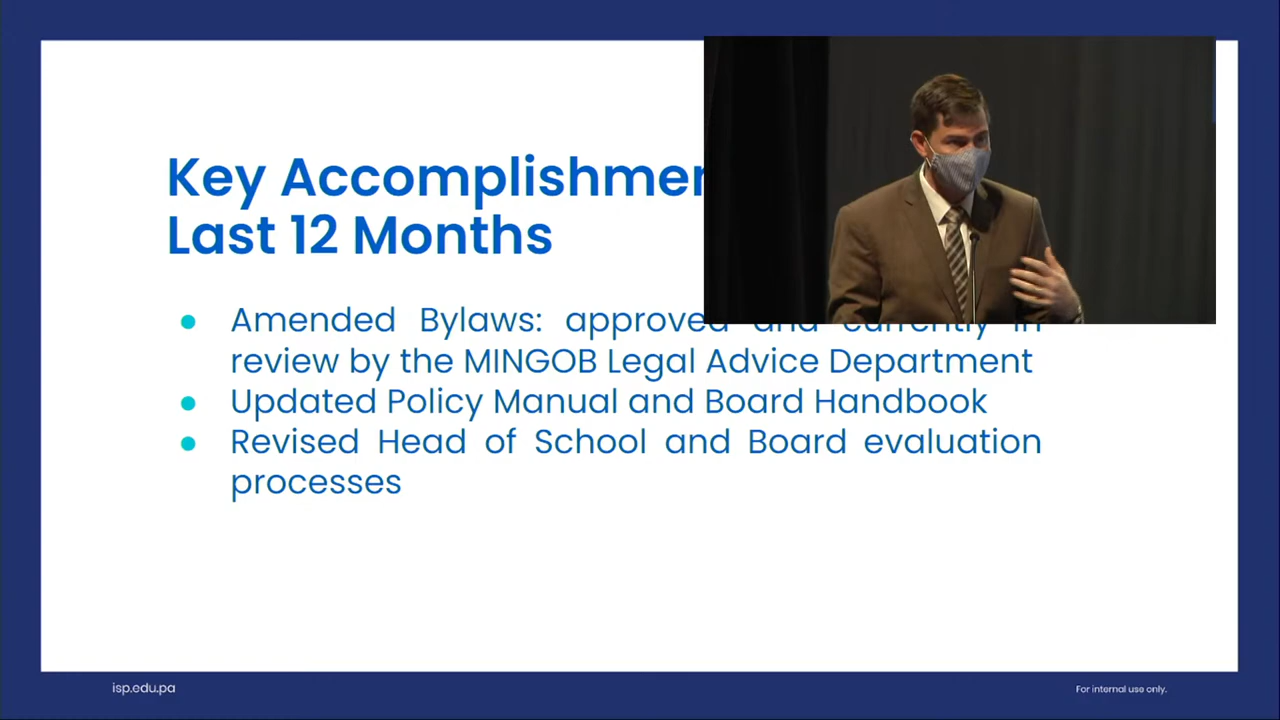 Key Accomplishmen
Last 12 Months
● Amended Bylaws: approved and currently in
review by the MINGOB Legal Advice Department
● Updated Policy Manual and Board Handbook
● Revised Head of School and Board evaluation
processes
isp.edu.pa
For internal use only.